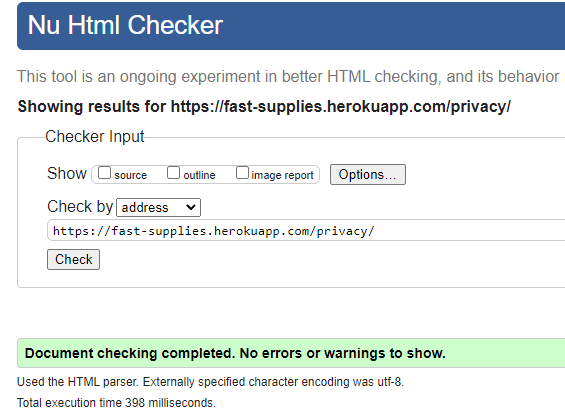 Nu Html Checker
This tool is an ongoing experiment in better HTML checking, and its behavior
Showing results for https://fast-supplies.herokuapp.com/privacy/
Checker Input
Show source outline image report Options...
Check by address
https://fast-supplies.herokuapp.com/privacy/
Check
Document checking completed. No errors or warnings to show.
Used the HTML parser. Externally specified character encoding was utf-8.
Total execution time 398 milliseconds.